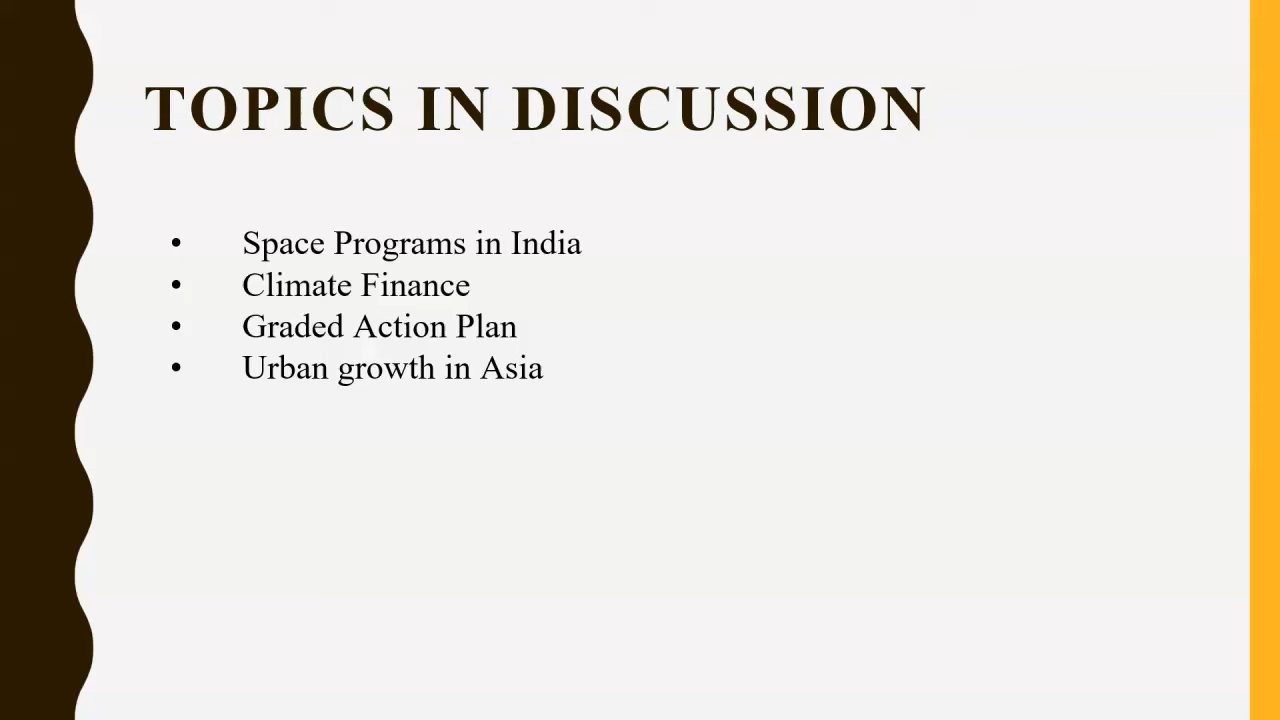 TOPICS IN DISCUSSION
• Space Programs in India
• Climate Finance
• Graded Action Plan
• Urban growth in Asia